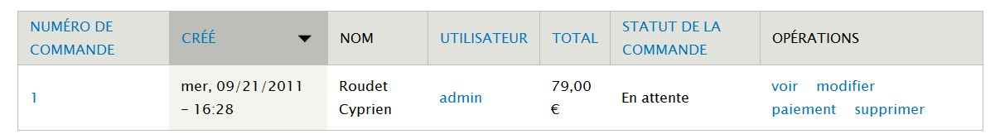 NUMÉRO DE
COMMANDE
CRÉÉ
NOM
UTILISATEUR
TOTAL
STATUT DE LA
COMMANDE
OPÉRATIONS
1
mer, 09/21/2011
- 16:28
Roudet
Cyprien
admin
79,00
€
En attente
voir modifier
paiement supprimer